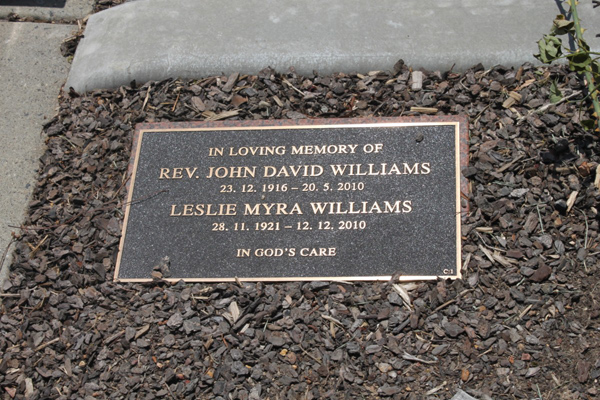 IN LOVING MEMORY OF
REV. JOHN DAVID WILLIAMS
23. 12. 1916 – 20. 5. 2010
LESLIE MYRA WILLIAMS
28. 11. 1921 – 12. 12. 2010
IN GOD'S CARE
C-1